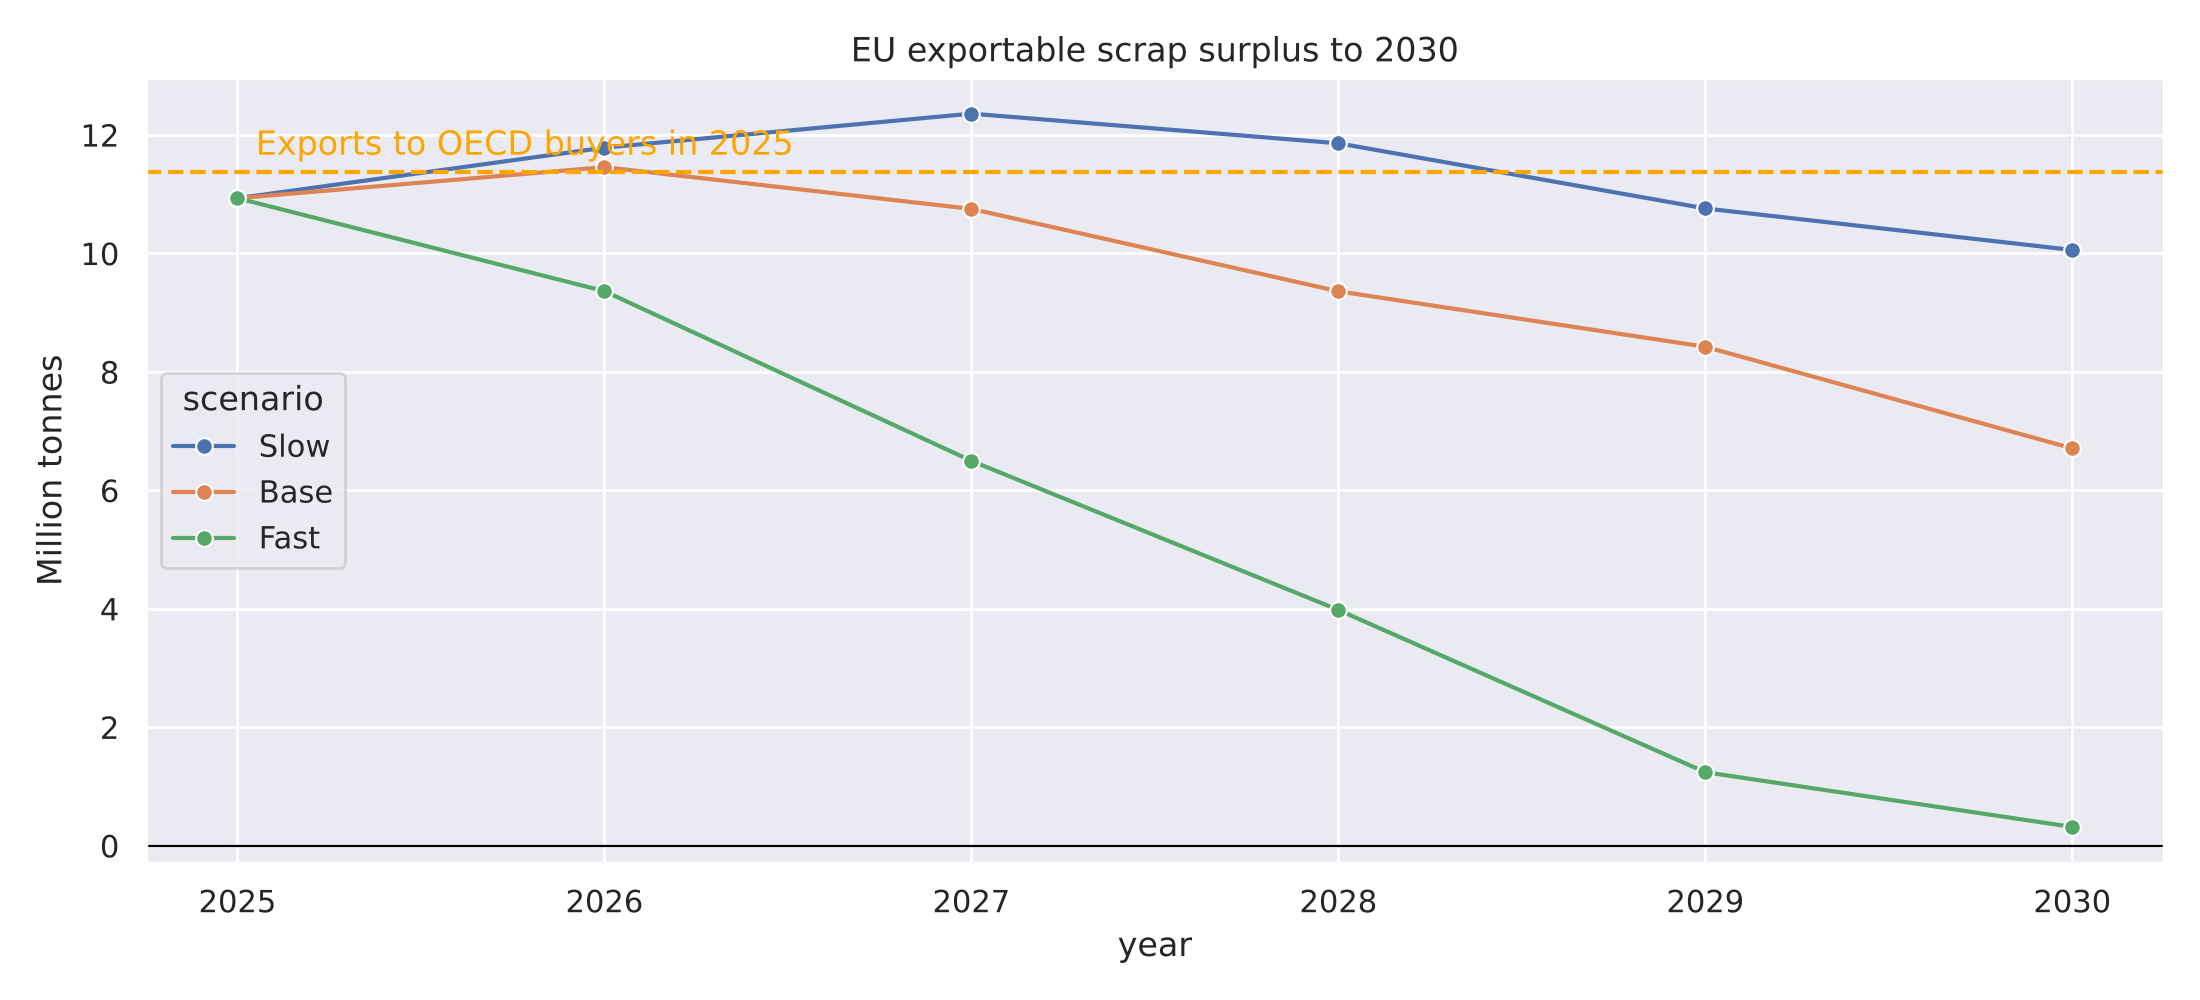 EU exportable scrap surplus to 2030
Million tonnes
12
10
8
6
4
2
0
Exports to OECD buyers in 2025
scenario
Slow
Base
Fast
2025 2026 2027 2028 2029 2030
year